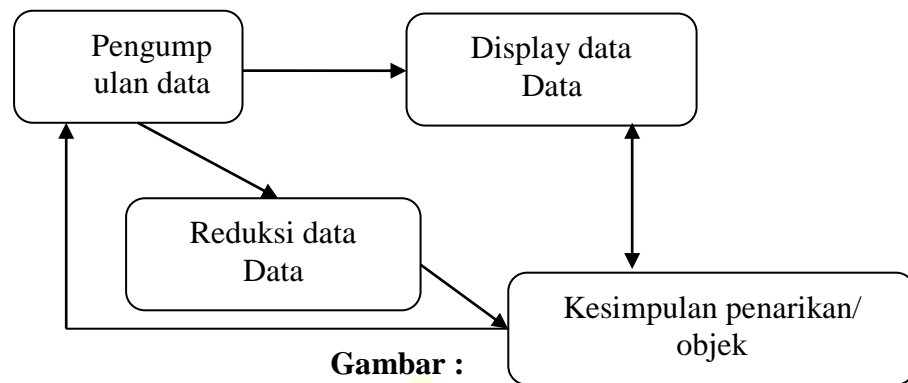 Pengump
ulan data
Display data
Data
Reduksi data
Data
Kesimpulan penarikan/
objek
Gambar :